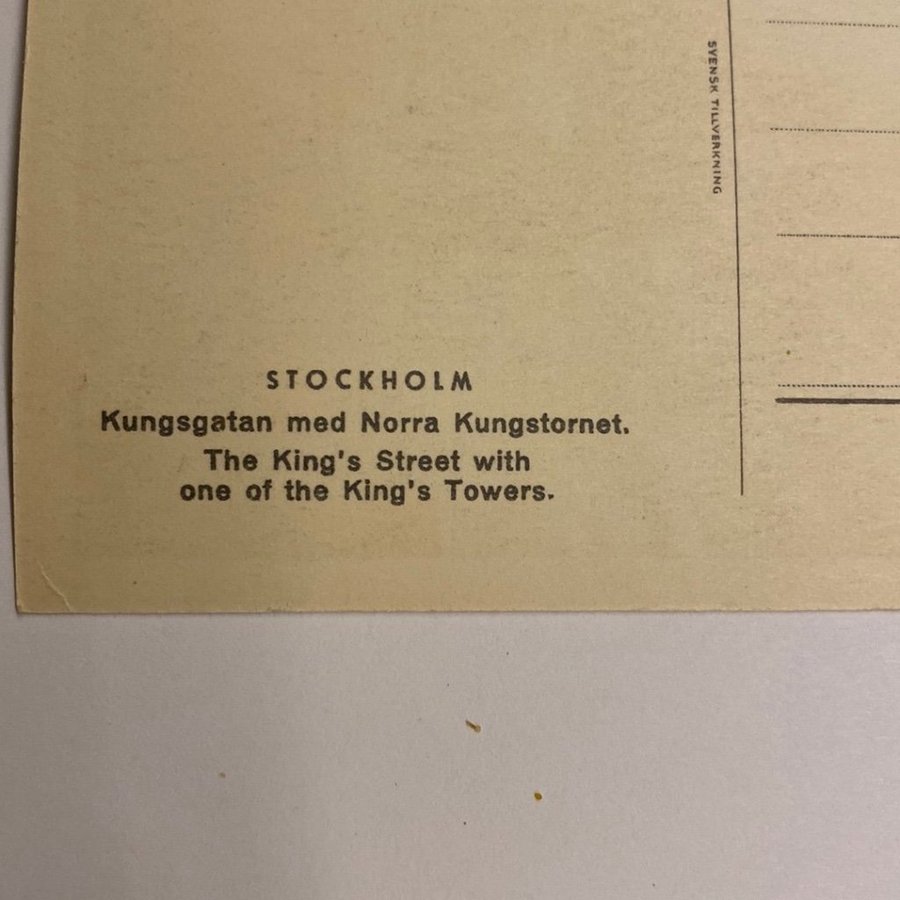 STOCKHOLM
Kungsgatan med Norra Kungstornet.
The King's Street with
one of the King's Towers.
SVENSK TILLVERKNING